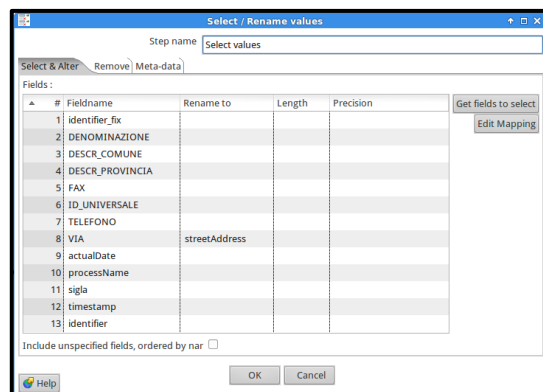 Select / Rename values
Step name Select values
Select & Alter Remove Meta-data
Fields :
# Fieldname Rename to Length Precision
Get fields to select
Edit Mapping
1 identifier_fix
2 DENOMINAZIONE
3 DESCR_COMUNE
4 DESCR_PROVINCIA
5 FAX
6 ID_UNIVERSALE
7 TELEFONO
8 VIA streetAddress
9 actualDate
10 processName
11 sigla
12 timestamp
13 identifier
Include unspecified fields, ordered by nar
OK Cancel
Help